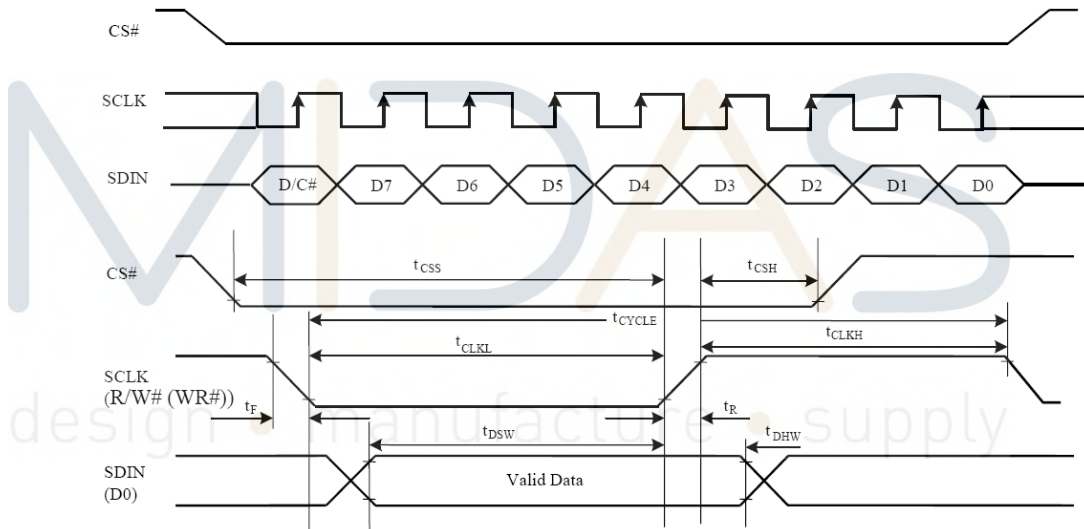 CS#
SCLK
SDIN D/C# D7 D6 D5 D4 D3 D2 D1 D0
MIDAS
CS# tCSS tCSH
tCYCLE
tCLKL tCLKH
SCLK
(R/W# (WR#))
tF tR
design • manufacture • supply
tDSW tDHW
SDIN
(D0) Valid Data